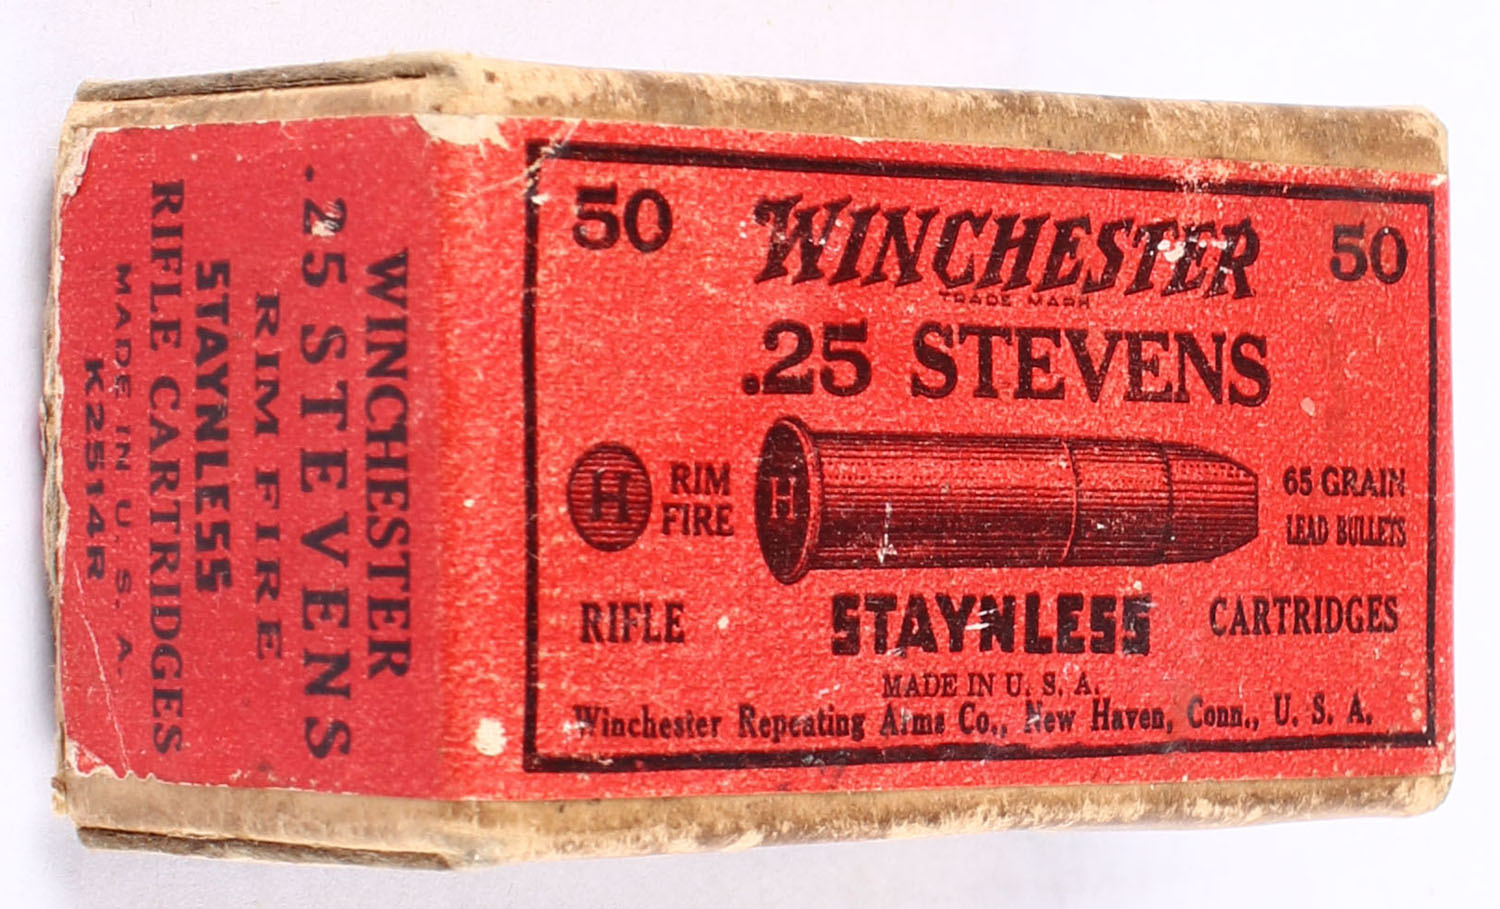 50 WINCHESTER 50
TRADE MARK
.25 STEVENS
H RIM FIRE H 65 GRAIN LEAD BULLETS
RIFLE STAYNLESS CARTRIDGES
MADE IN U. S. A.
Winchester Repeating Arms Co., New Haven, Conn., U. S. A.
WINCHESTER
.25 STEVENS
RIM FIRE
STAYNLESS
RIFLE CARTRIDGES
MADE IN U. S. A.
K2514R